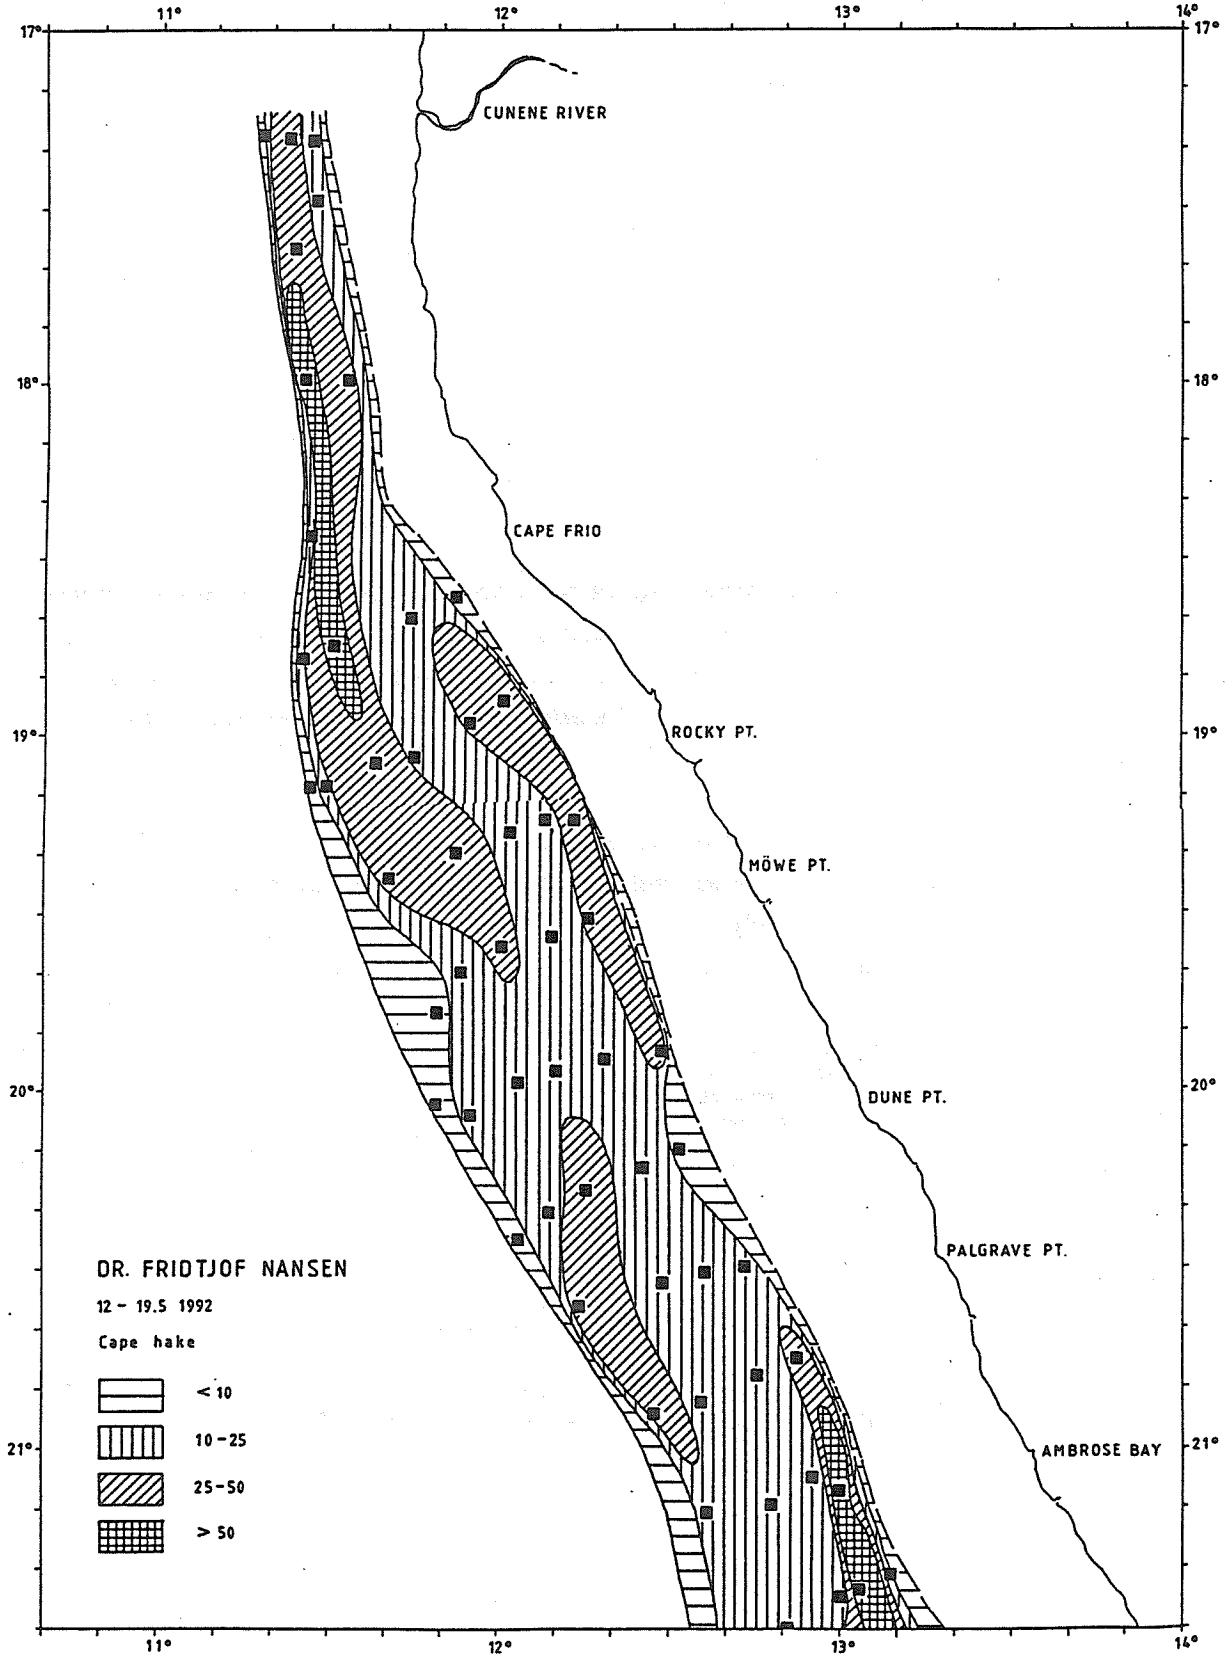 11° 12° 13° 14°
17° 17°
CUNENE RIVER
18° 18°
CAPE FRIO
ROCKY PT.
19° 19°
MÖWE PT.
20° 20°
DUNE PT.
PALGRAVE PT.
DR. FRIDTJOF NANSEN
12 - 19.5 1992
Cape hake
< 10
10 - 25
21° 21°
AMBROSE BAY
25 - 50
> 50
11° 12° 13° 14°